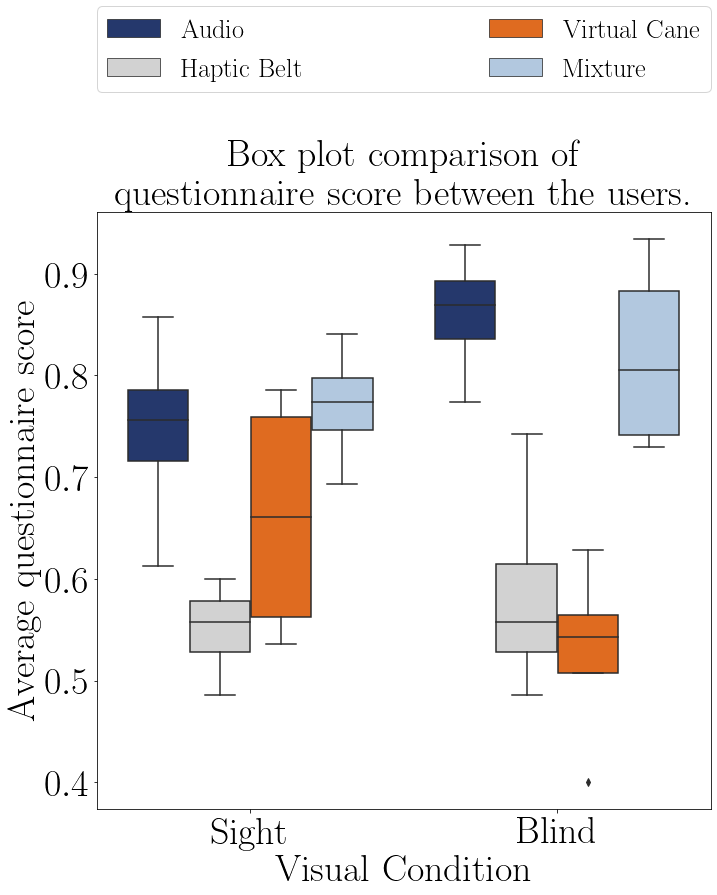 Audio
Haptic Belt
Virtual Cane
Mixture
Box plot comparison of
questionnaire score between the users.
Average questionnaire score
0.9
0.8
0.7
0.6
0.5
0.4
Sight
Blind
Visual Condition